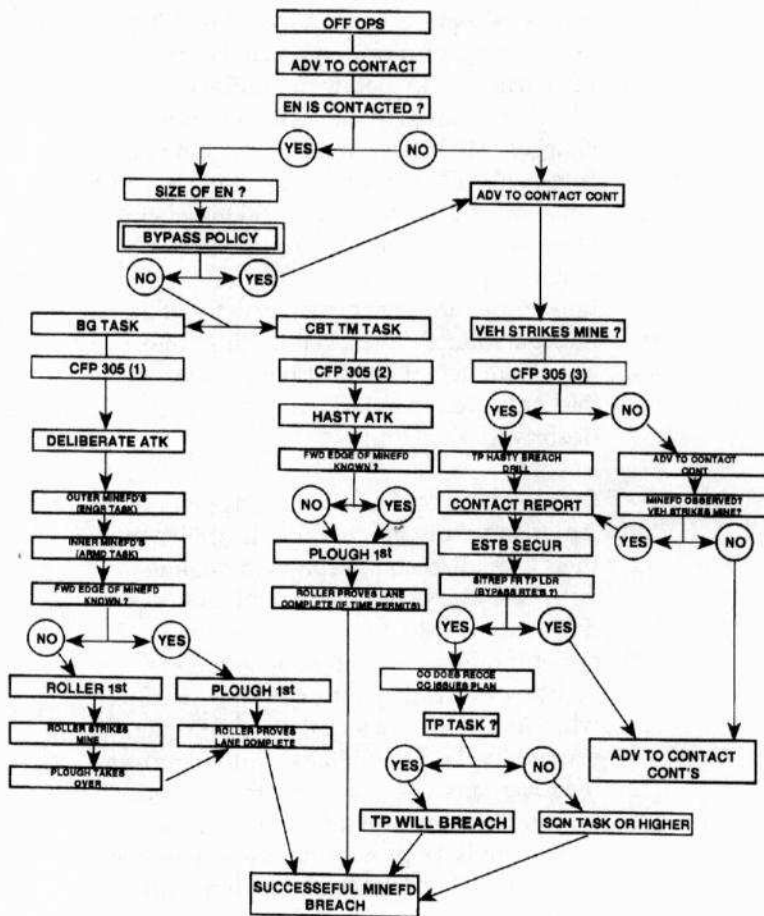 OFF OPS
ADV TO CONTACT
EN IS CONTACTED ?
YES
NO
SIZE OF EN ?
ADV TO CONTACT CONT
BYPASS POLICY
NO
YES
BG TASK
CBT TM TASK
VEH STRIKES MINE ?
CFP 305 (1)
CFP 305 (2)
CFP 305 (3)
DELIBERATE ATK
HASTY ATK
YES
NO
FWD EDGE OF MINEFD
KNOWN ?
TP HASTY BREACH
DRILL
ADV TO CONTACT
CONT
OUTER MINEFD'S
(ENGR TASK)
NO
YES
CONTACT REPORT
MINEFD OBSERVED?
VEH STRIKES MINE?
INNER MINEFD'S
(ARMD TASK)
PLOUGH 1st
ESTB SECUR
YES
NO
FWD EDGE OF MINEFD
KNOWN ?
ROLLER PROVES LANE
COMPLETE (IF TIME PERMITS)
SITREP FR TP LDR
(BYPASS RTE'S ?)
NO
YES
YES
YES
ROLLER 1st
PLOUGH 1st
OC DOES RECCE
OC ISSUES PLAN
ROLLER STRIKES
MINE
ROLLER PROVES
LANE COMPLETE
TP TASK ?
PLOUGH TAKES
OVER
YES
NO
ADV TO CONTACT
CONT'S
TP WILL BREACH
SQN TASK OR HIGHER
SUCCESSEFUL MINEFD
BREACH